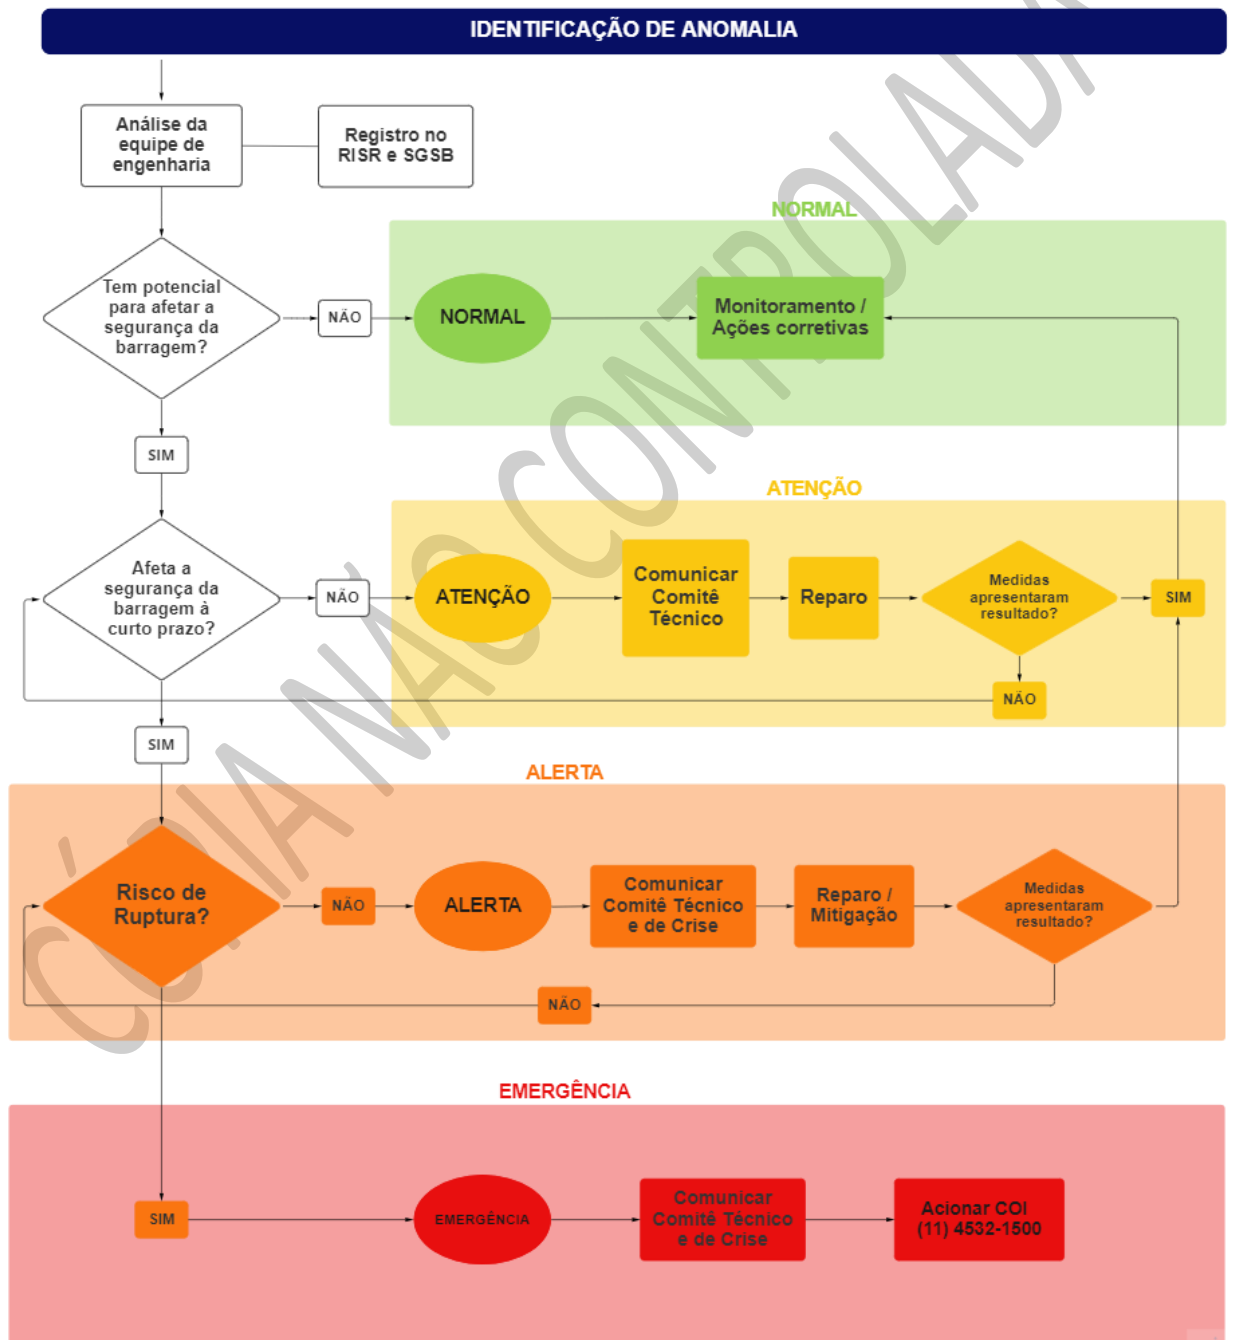 IDENTIFICAÇÃO DE ANOMALIA
Análise da
equipe de
engenharia
Registro no
RISR e SGSB
NORMAL
Tem potencial
para afetar a
segurança da
barragem?
NÃO
NORMAL
Monitoramento /
Ações corretivas
SIM
ATENÇÃO
Afeta a
segurança da
barragem à
curto prazo?
NÃO
ATENÇÃO
Comunicar
Comitê
Técnico
Reparo
Medidas
apresentaram
resultado?
SIM
NÃO
SIM
ALERTA
Risco de
Ruptura?
NÃO
ALERTA
Comunicar
Comitê Técnico
e de Crise
Reparo /
Mitigação
Medidas
apresentaram
resultado?
NÃO
EMERGÊNCIA
SIM
EMERGÊNCIA
Comunicar
Comitê Técnico
e de Crise
Acionar COI
(11) 4532-1500
CÓPIA NÃO CONTROLADA